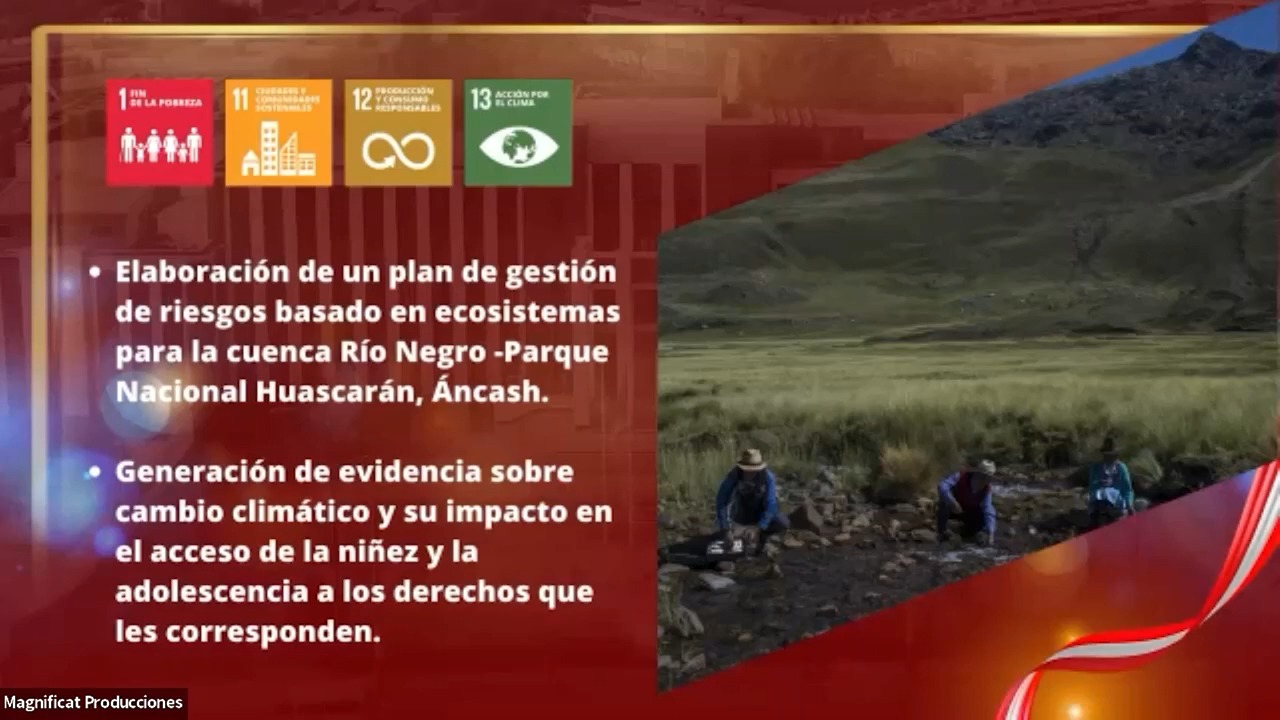 1 FIN
DE LA POBREZA
11 CIUDADES Y
COMUNIDADES
SOSTENIBLES
12 PRODUCCIÓN
Y CONSUMO
RESPONSABLES
13 ACCIÓN POR
EL CLIMA
• Elaboración de un plan de gestión
de riesgos basado en ecosistemas
para la cuenca Río Negro -Parque
Nacional Huascarán, Áncash.
• Generación de evidencia sobre
cambio climático y su impacto en
el acceso de la niñez y la
adolescencia a los derechos que
les corresponden.
Magnificat Producciones